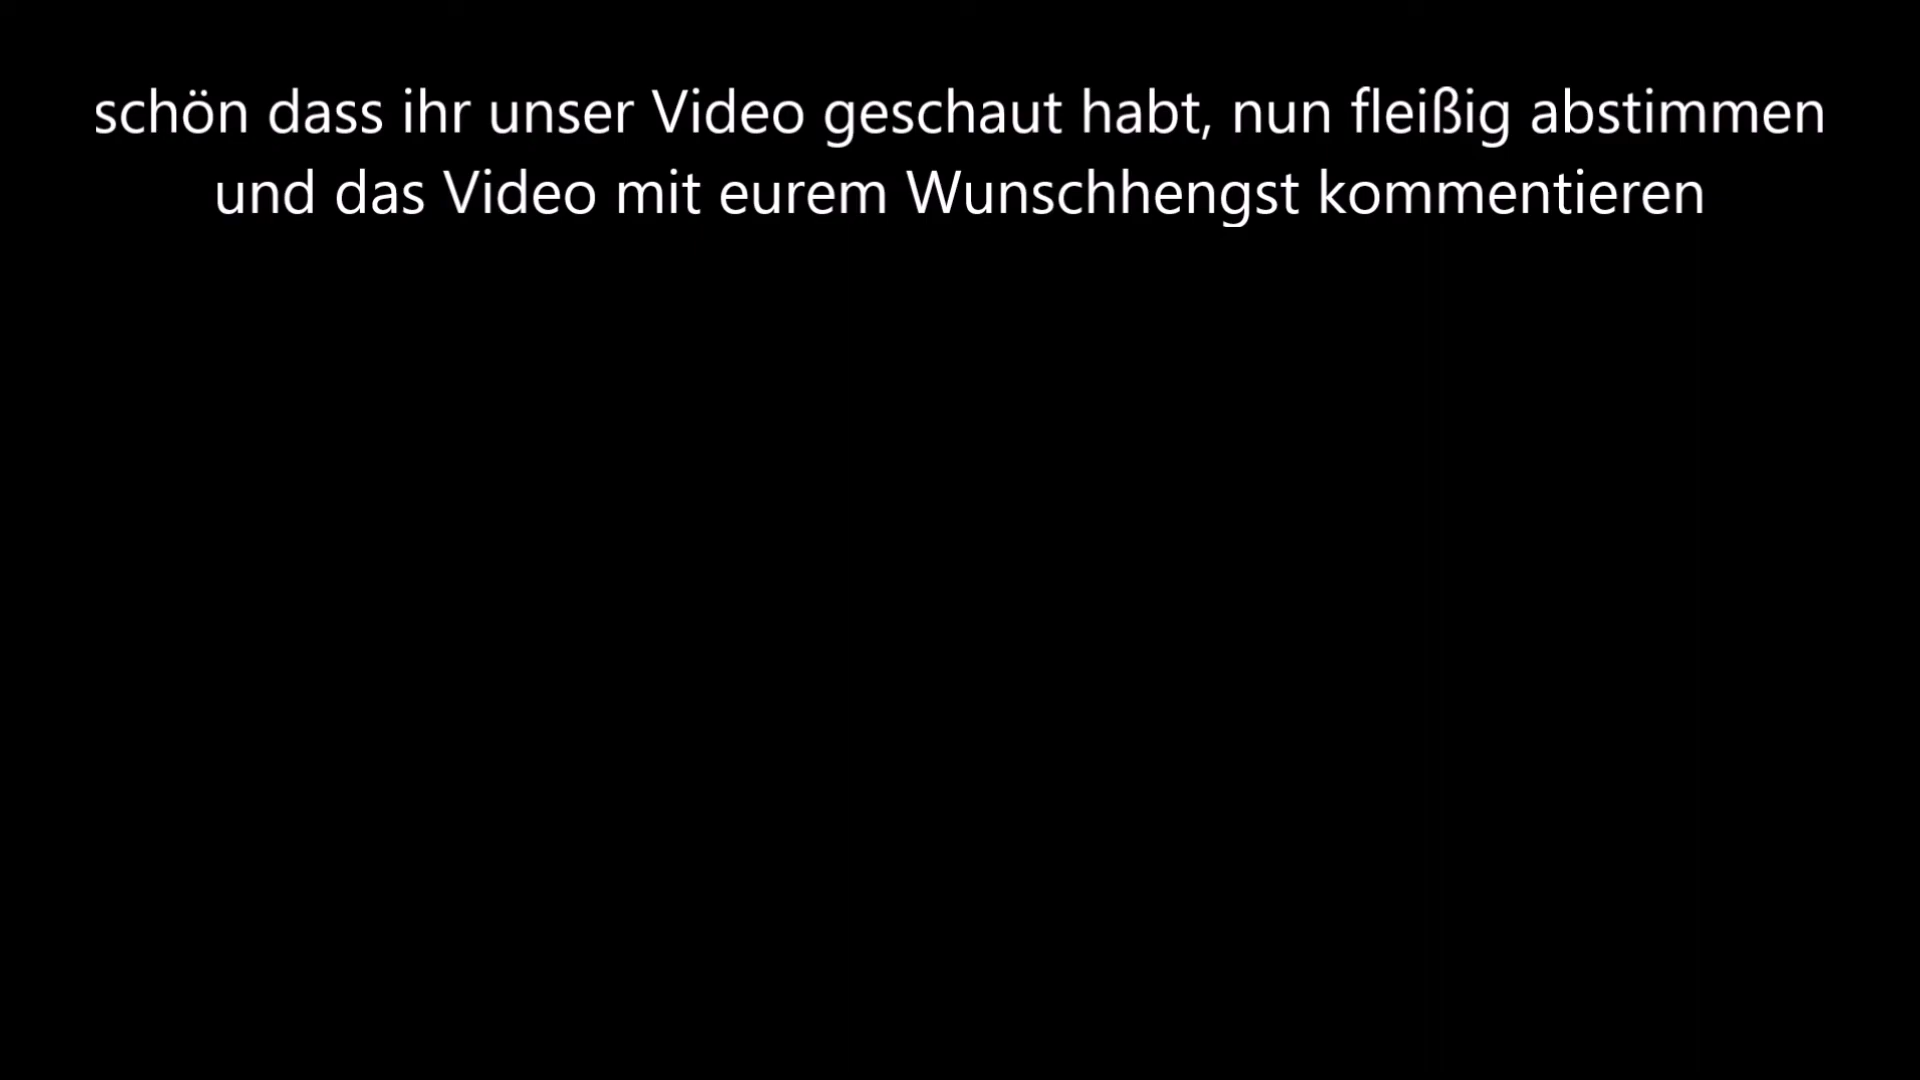 schön dass ihr unser Video geschaut habt, nun fleißig abstimmen
und das Video mit eurem Wunschhengst kommentieren